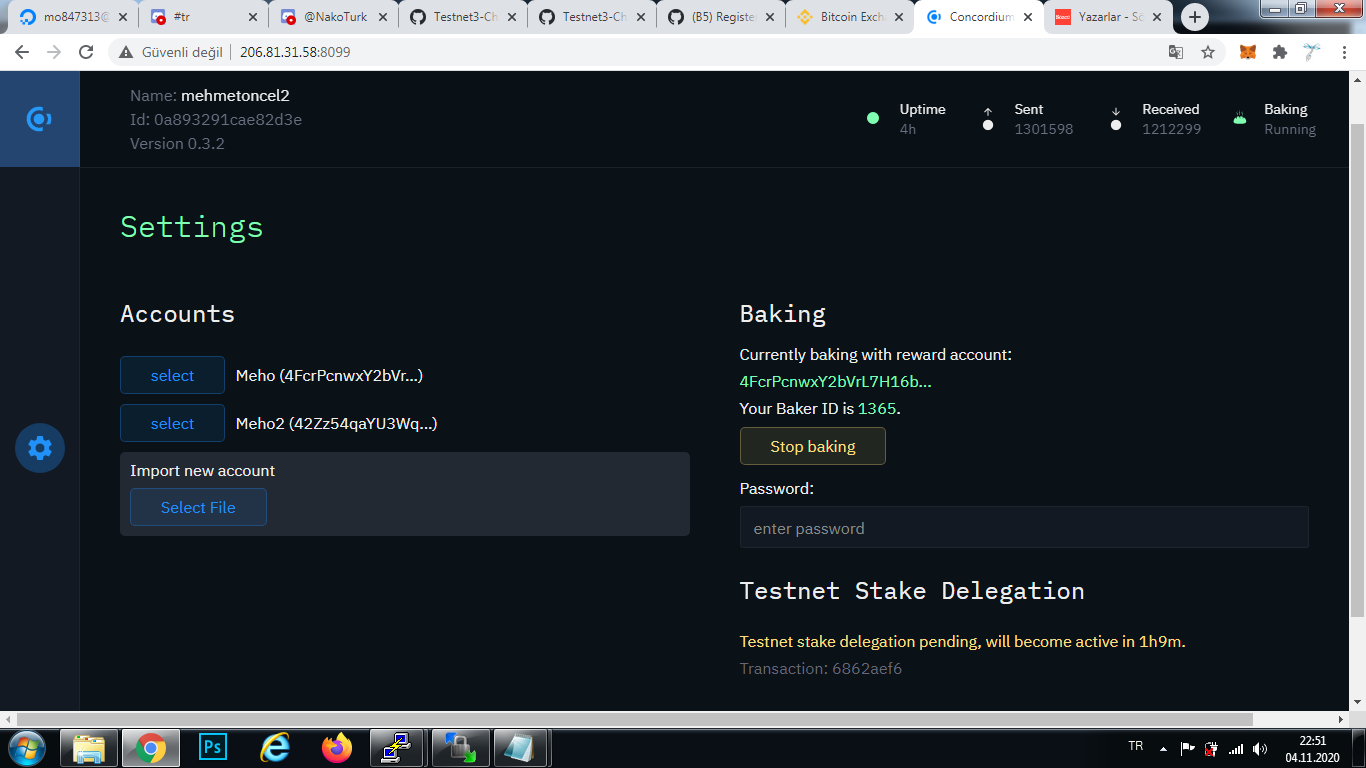 mo847313@
#tr
@NakoTurk
Testnet3-Ch
Testnet3-Ch
(B5) Registe
Bitcoin Exch
Concordium
Yazarlar - Sö
Güvenli değil
206.81.31.58:8099
Name: mehmetoncel2
Id: 0a893291cae82d3e
Version 0.3.2
Uptime
4h
Sent
1301598
Received
1212299
Baking
Running
Settings
Accounts
select Meho (4FcrPcnwxY2bVr...)
select Meho2 (42Zz54qaYU3Wq...)
Import new account
Select File
Baking
Currently baking with reward account:
4FcrPcnwxY2bVrL7H16b...
Your Baker ID is 1365.
Stop baking
Password:
enter password
Testnet Stake Delegation
Testnet stake delegation pending, will become active in 1h9m.
Transaction: 6862aef6
Ps
TR
22:51
04.11.2020